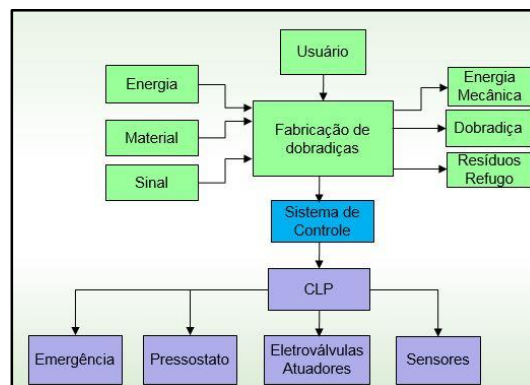 Usuário
Energia
Material
Sinal
Fabricação de
dobradiças
Energia
Mecânica
Dobradiça
Resíduos
Refugo
Sistema de
Controle
CLP
Emergência
Pressostato
Eletroválvulas
Atuadores
Sensores